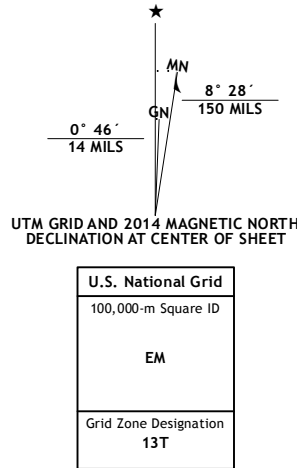 ★
MN
GN
8° 28´
150 MILS
0° 46´
14 MILS
UTM GRID AND 2014 MAGNETIC NORTH
DECLINATION AT CENTER OF SHEET
U.S. National Grid
100,000-m Square ID
EM
Grid Zone Designation
13T